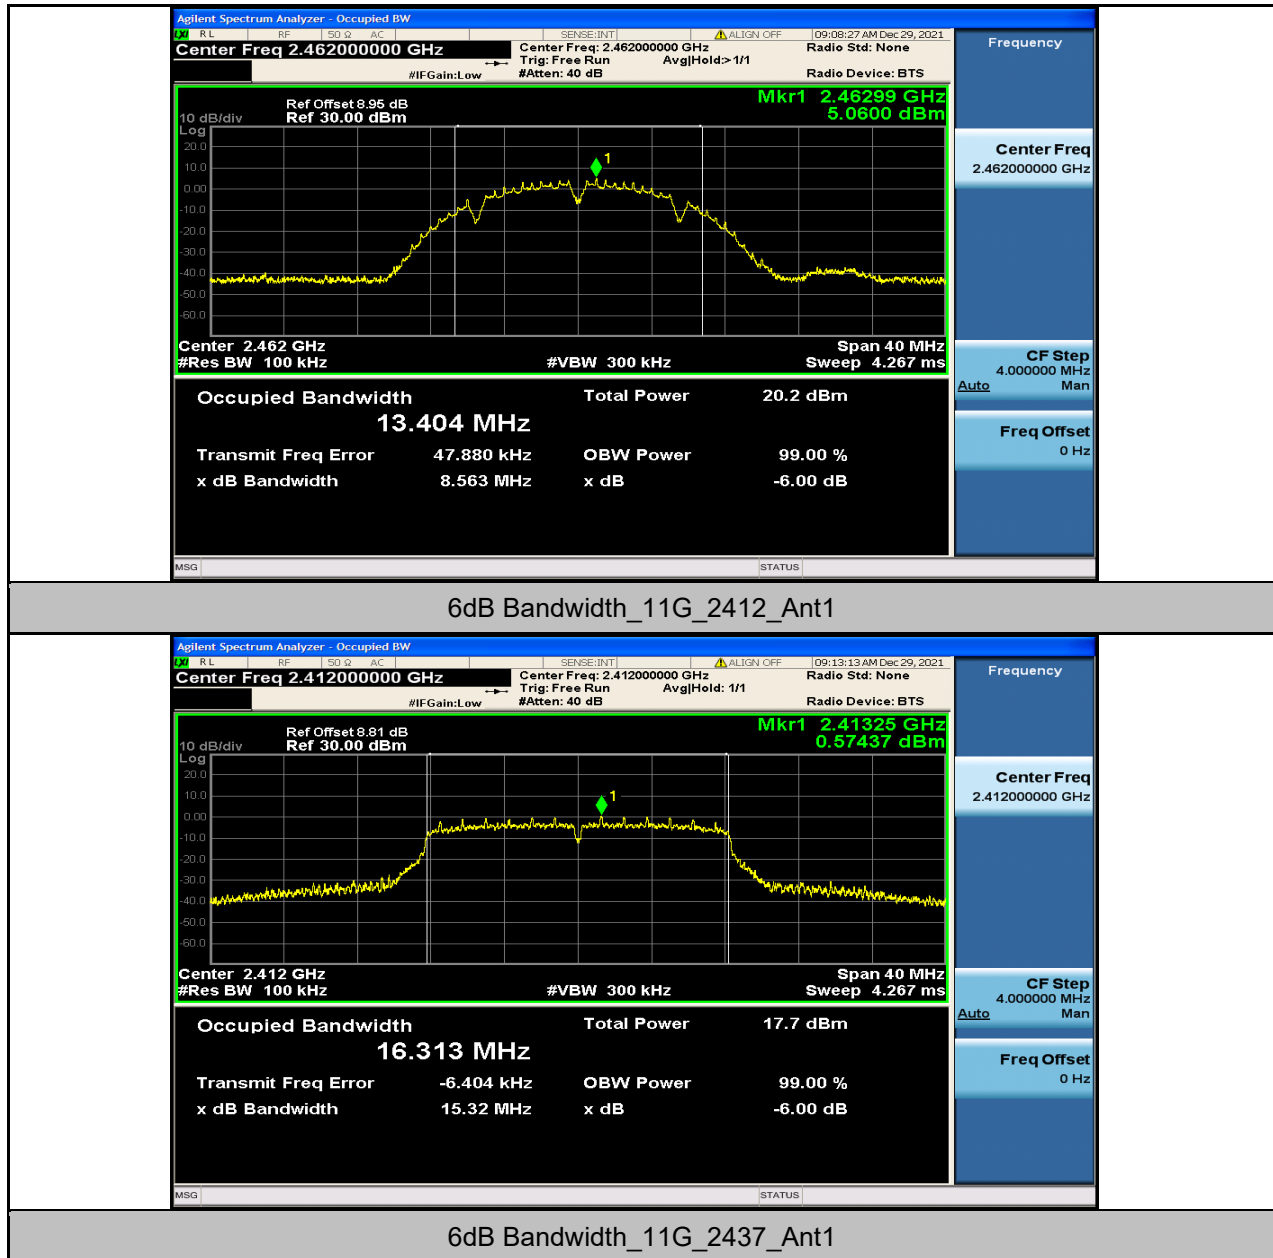 Agilent Spectrum Analyzer - Occupied BW
LXI RL RF 50 Ω AC SENSE:INT ALIGN OFF 09:08:27 AM Dec 29, 2021
Center Freq 2.462000000 GHz Center Freq: 2.462000000 GHz Radio Std: None
Trig: Free Run Avg|Hold:>1/1
#IFGain:Low #Atten: 40 dB Radio Device: BTS
Frequency
Ref Offset 8.95 dB Mkr1 2.46299 GHz
10 dB/div Ref 30.00 dBm 5.0600 dBm
Log
20.0
10.0
0.00
-10.0
-20.0
-30.0
-40.0
-50.0
-60.0
1
Center 2.462 GHz Span 40 MHz
#Res BW 100 kHz #VBW 300 kHz Sweep 4.267 ms
Center Freq
2.462000000 GHz
CF Step
4.000000 MHz
Auto Man
Freq Offset
0 Hz
Occupied Bandwidth Total Power 20.2 dBm
13.404 MHz
Transmit Freq Error 47.880 kHz OBW Power 99.00 %
x dB Bandwidth 8.563 MHz x dB -6.00 dB
MSG STATUS
6dB Bandwidth_11G_2412_Ant1
Agilent Spectrum Analyzer - Occupied BW
LXI RL RF 50 Ω AC SENSE:INT ALIGN OFF 09:13:13 AM Dec 29, 2021
Center Freq 2.412000000 GHz Center Freq: 2.412000000 GHz Radio Std: None
Trig: Free Run Avg|Hold: 1/1
#IFGain:Low #Atten: 40 dB Radio Device: BTS
Frequency
Ref Offset 8.81 dB Mkr1 2.41325 GHz
10 dB/div Ref 30.00 dBm 0.57437 dBm
Log
20.0
10.0
0.00
-10.0
-20.0
-30.0
-40.0
-50.0
-60.0
1
Center 2.412 GHz Span 40 MHz
#Res BW 100 kHz #VBW 300 kHz Sweep 4.267 ms
Center Freq
2.412000000 GHz
CF Step
4.000000 MHz
Auto Man
Freq Offset
0 Hz
Occupied Bandwidth Total Power 17.7 dBm
16.313 MHz
Transmit Freq Error -6.404 kHz OBW Power 99.00 %
x dB Bandwidth 15.32 MHz x dB -6.00 dB
MSG STATUS
6dB Bandwidth_11G_2437_Ant1